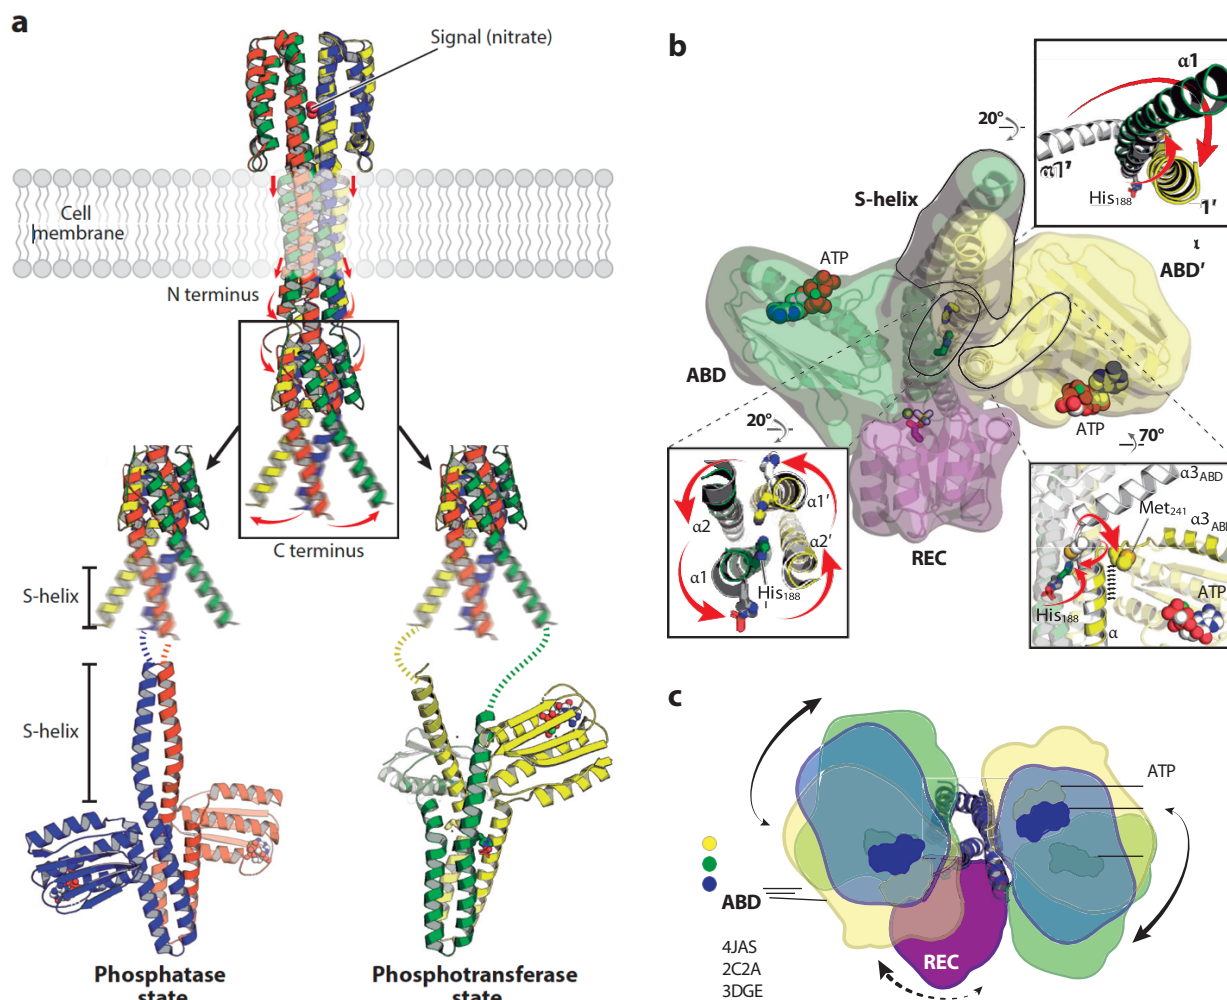 a
Signal (nitrate)
Cell
membrane
N terminus
C terminus
S-helix
S-helix
Phosphatase
state
Phosphotransferase
state
b
20°
α1
α1'
His188
1'
S-helix
ATP
ABD'
ABD
ATP
20°
70°
REC
α2
α1'
α1
α2'
His188
α3ABD
Met241
α3AB
His188
ATP
α
c
ATP
ABD
REC
4JAS
2C2A
3DGE